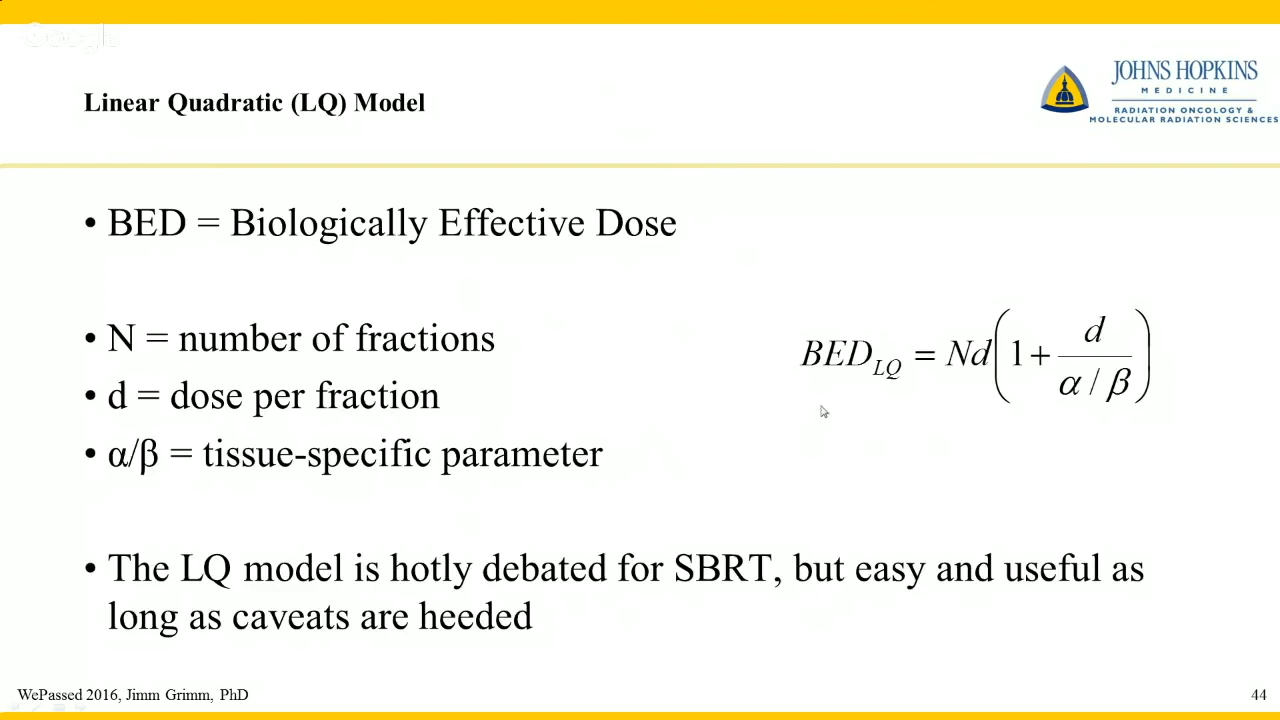 Google
Linear Quadratic (LQ) Model
JOHNS HOPKINS
MEDICINE
RADIATION ONCOLOGY &
MOLECULAR RADIATION SCIENCES
• BED = Biologically Effective Dose
• N = number of fractions
• d = dose per fraction
• α/β = tissue-specific parameter
BED_LQ = Nd(1 + d / (α / β))
• The LQ model is hotly debated for SBRT, but easy and useful as
long as caveats are heeded
WePassed 2016, Jimm Grimm, PhD
44